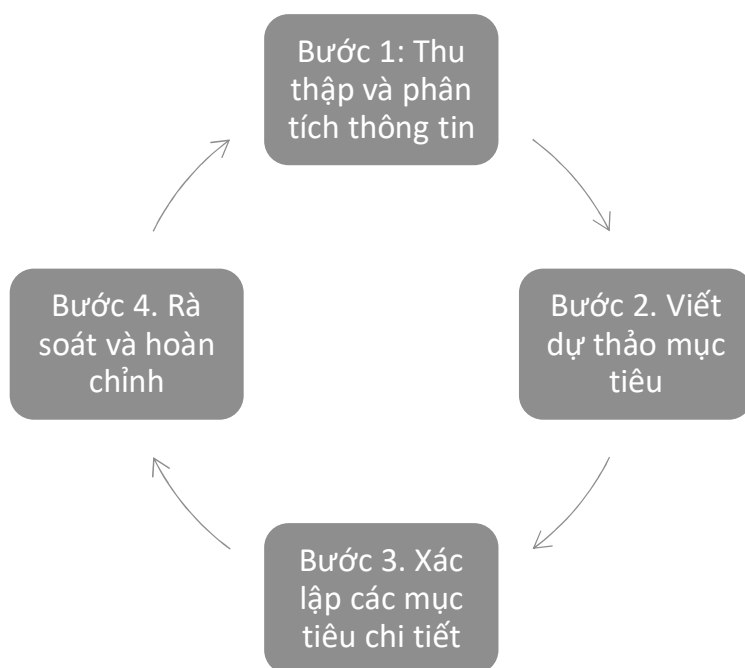 Bước 1: Thu
thập và phân
tích thông tin
Bước 2. Viết
dự thảo mục
tiêu
Bước 3. Xác
lập các mục
tiêu chi tiết
Bước 4. Rà
soát và hoàn
chỉnh